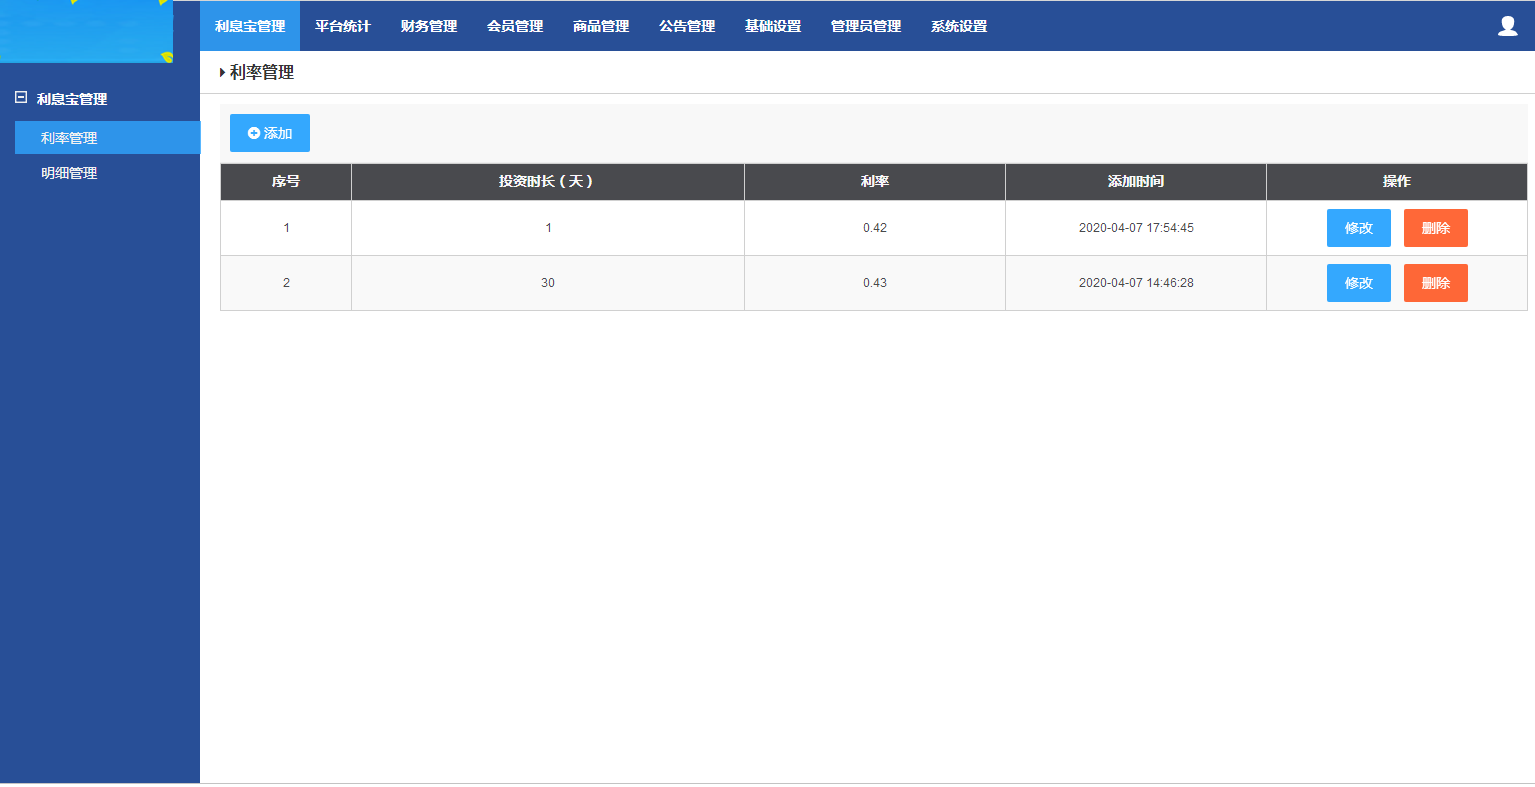 利息宝管理 平台统计 财务管理 会员管理 商品管理 公告管理 基础设置 管理员管理 系统设置
利息宝管理
利率管理
明细管理
利率管理
添加
序号 投资时长（天） 利率 添加时间 操作
1 1 0.42 2020-04-07 17:54:45 修改 删除
2 30 0.43 2020-04-07 14:46:28 修改 删除